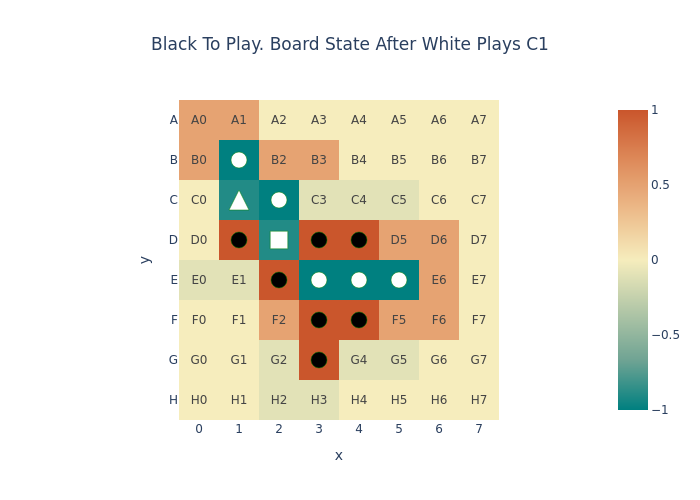 Black To Play. Board State After White Plays C1
A A0 A1 A2 A3 A4 A5 A6 A7
B B0 B2 B3 B4 B5 B6 B7
C C0 C3 C4 C5 C6 C7
D D0 D5 D6 D7
E E0 E1 E6 E7
F F0 F1 F2 F5 F6 F7
G G0 G1 G2 G4 G5 G6 G7
H H0 H1 H2 H3 H4 H5 H6 H7
0 1 2 3 4 5 6 7
x
y
1
0.5
0
−0.5
−1